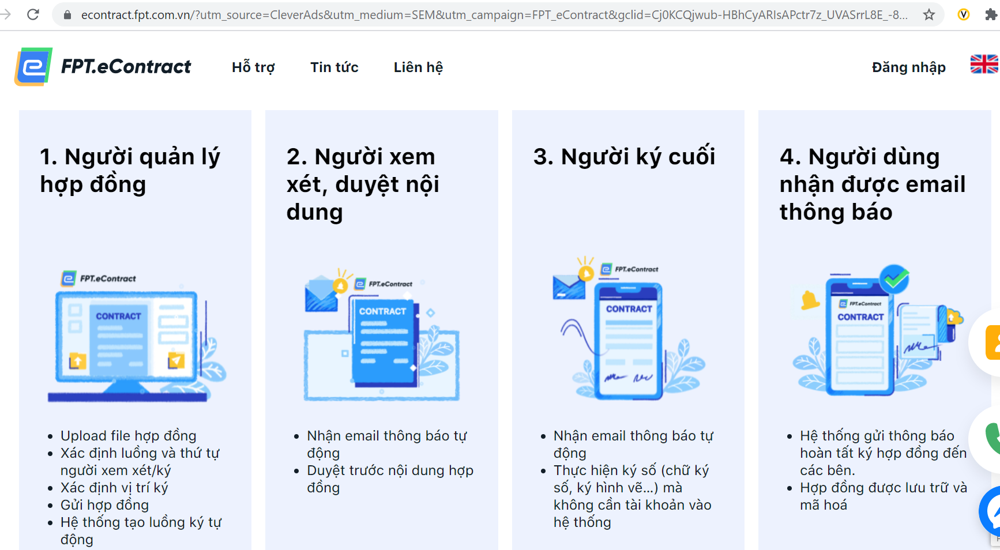 econtract.fpt.com.vn/?utm_source=CleverAds&utm_medium=SEM&utm_campaign=FPT_eContract&gclid=Cj0KCQjwub-HBhCyARIsAPctr7z_UVASrrL8E_-8...
FPT.eContract
Hỗ trợ
Tin tức
Liên hệ
Đăng nhập
1. Người quản lý
hợp đồng
FPT.eContract
CONTRACT
• Upload file hợp đồng
• Xác định luồng và thứ tự
người xem xét/ký
• Xác định vị trí ký
• Gửi hợp đồng
• Hệ thống tạo luồng ký tự
động
2. Người xem
xét, duyệt nội
dung
FPT.eContract
CONTRACT
• Nhận email thông báo tự
động
• Duyệt trước nội dung hợp
đồng
3. Người ký cuối
FPT.eContract
CONTRACT
• Nhận email thông báo tự
động
• Thực hiện ký số (chữ ký
số, ký hình vẽ...) mà
không cần tài khoản vào
hệ thống
4. Người dùng
nhận được email
thông báo
FPT.eContract
CONTRACT
• Hệ thống gửi thông báo
hoàn tất ký hợp đồng đến
các bên.
• Hợp đồng được lưu trữ và
mã hoá